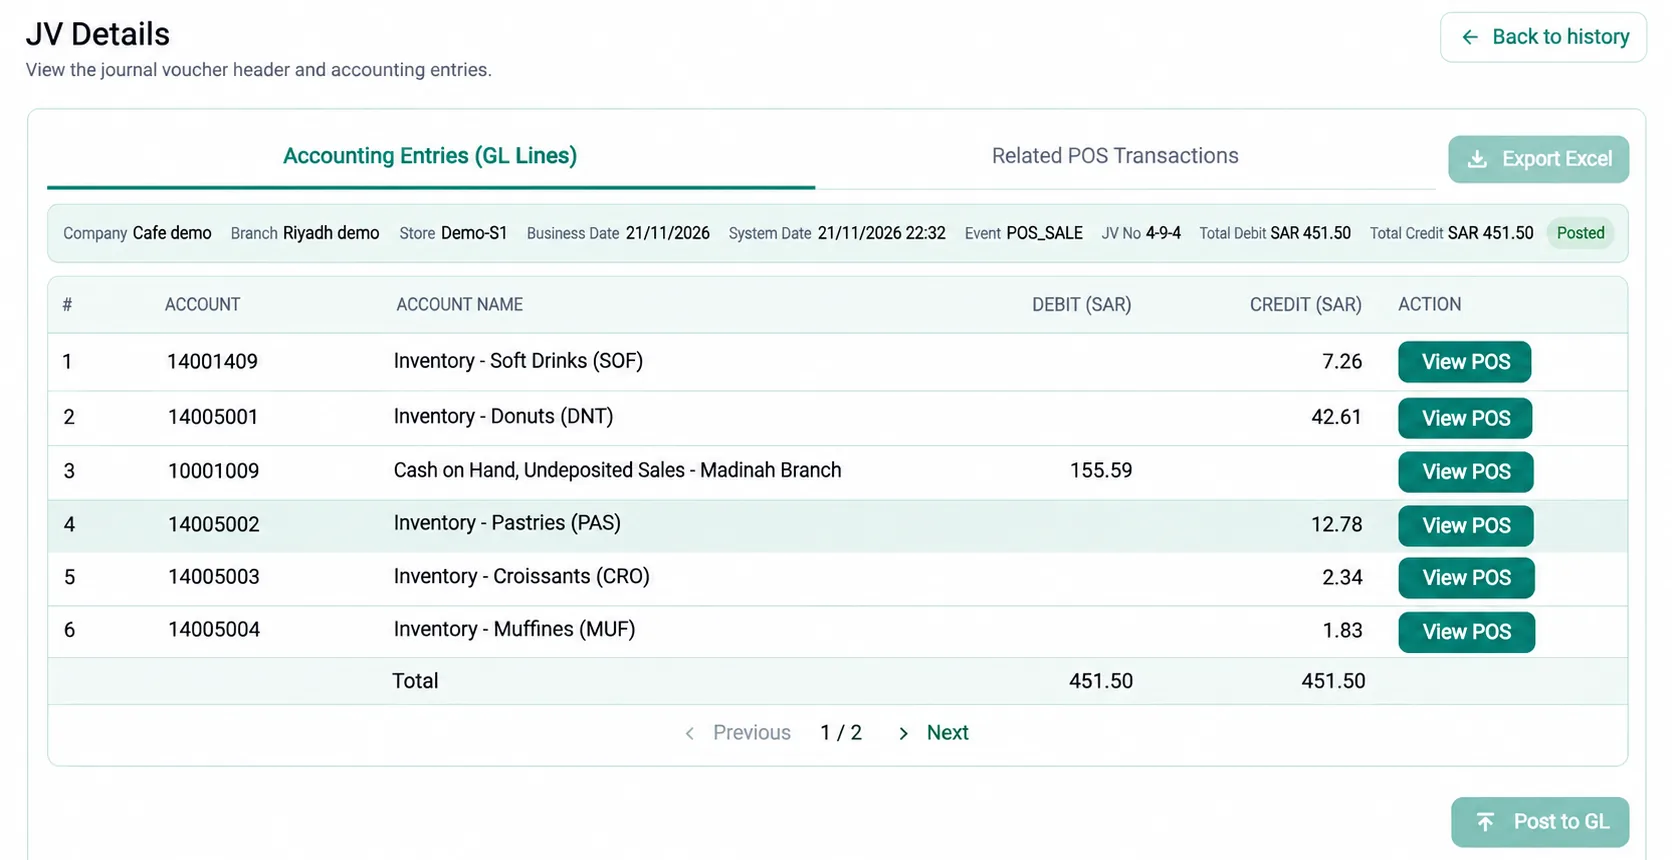 JV Details
← Back to history
View the journal voucher header and accounting entries.
Accounting Entries (GL Lines) Related POS Transactions Export Excel
Company Cafe demo Branch Riyadh demo Store Demo-S1 Business Date 21/11/2026 System Date 21/11/2026 22:32 Event POS_SALE JV No 4-9-4 Total Debit SAR 451.50 Total Credit SAR 451.50 Posted
# ACCOUNT ACCOUNT NAME DEBIT (SAR) CREDIT (SAR) ACTION
1 14001409 Inventory - Soft Drinks (SOF) 7.26 View POS
2 14005001 Inventory - Donuts (DNT) 42.61 View POS
3 10001009 Cash on Hand, Undeposited Sales - Madinah Branch 155.59 View POS
4 14005002 Inventory - Pastries (PAS) 12.78 View POS
5 14005003 Inventory - Croissants (CRO) 2.34 View POS
6 14005004 Inventory - Muffines (MUF) 1.83 View POS
Total 451.50 451.50
‹ Previous 1 / 2 › Next
Post to GL